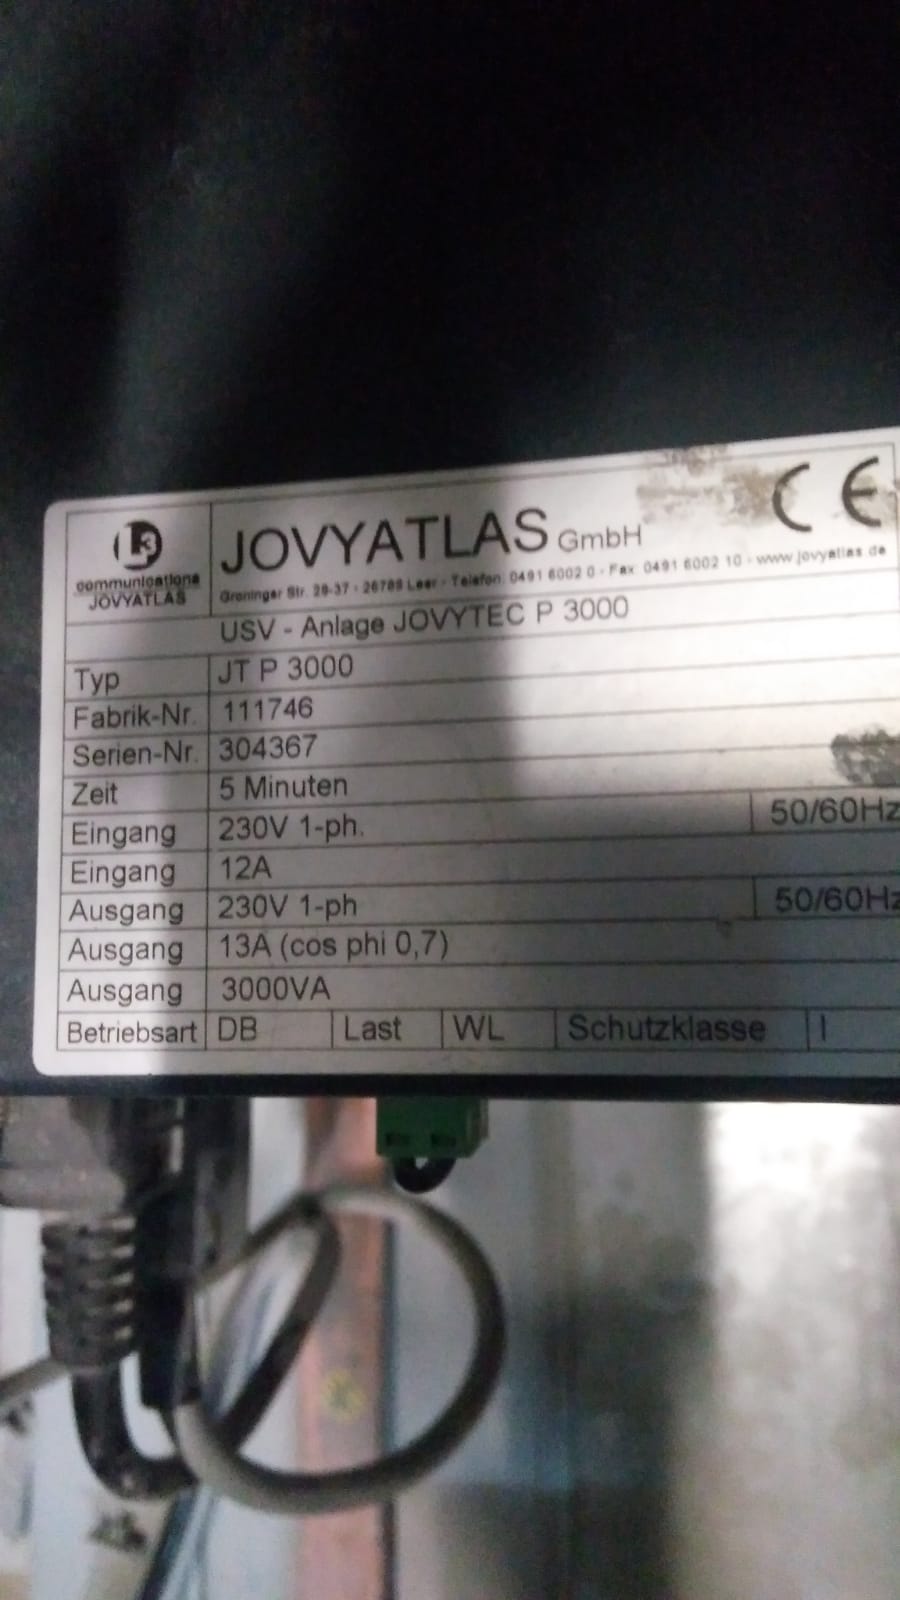 L3
communications
JOVYATLAS
JOVYATLAS GmbH
CE
Groninger Str. 29-37 - 26789 Leer - Telefon: 0491 6002 0 - Fax: 0491 6002 10 - www.jovyatlas.de
USV - Anlage JOVYTEC P 3000
Typ JT P 3000
Fabrik-Nr. 111746
Serien-Nr. 304367
Zeit 5 Minuten
Eingang 230V 1-ph. 50/60Hz
Eingang 12A
Ausgang 230V 1-ph 50/60Hz
Ausgang 13A (cos phi 0,7)
Ausgang 3000VA
Betriebsart DB Last WL Schutzklasse I